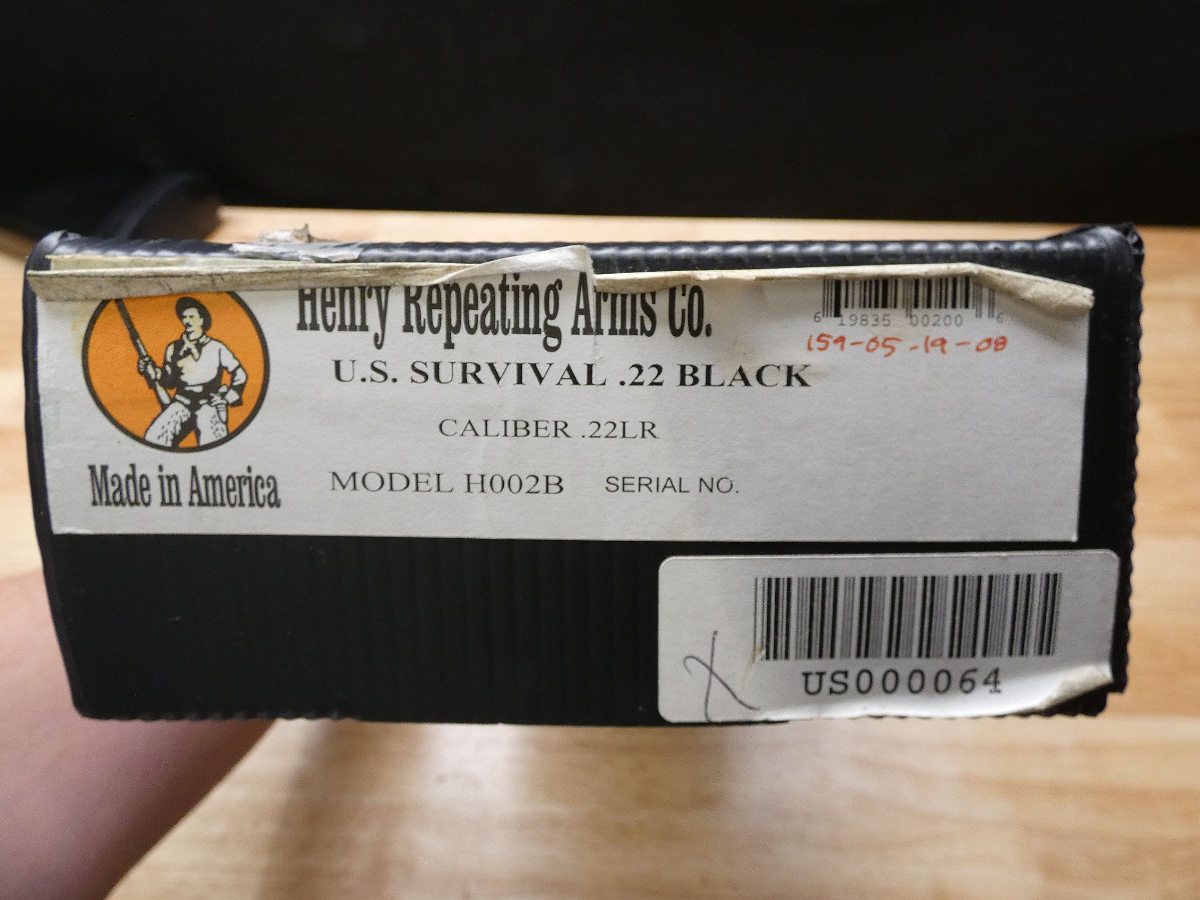 Henry Repeating Arms Co.
6 19835 00200 6
159-05-19-08
U.S. SURVIVAL .22 BLACK
CALIBER .22LR
Made in America
MODEL H002B SERIAL NO.
US000064
X